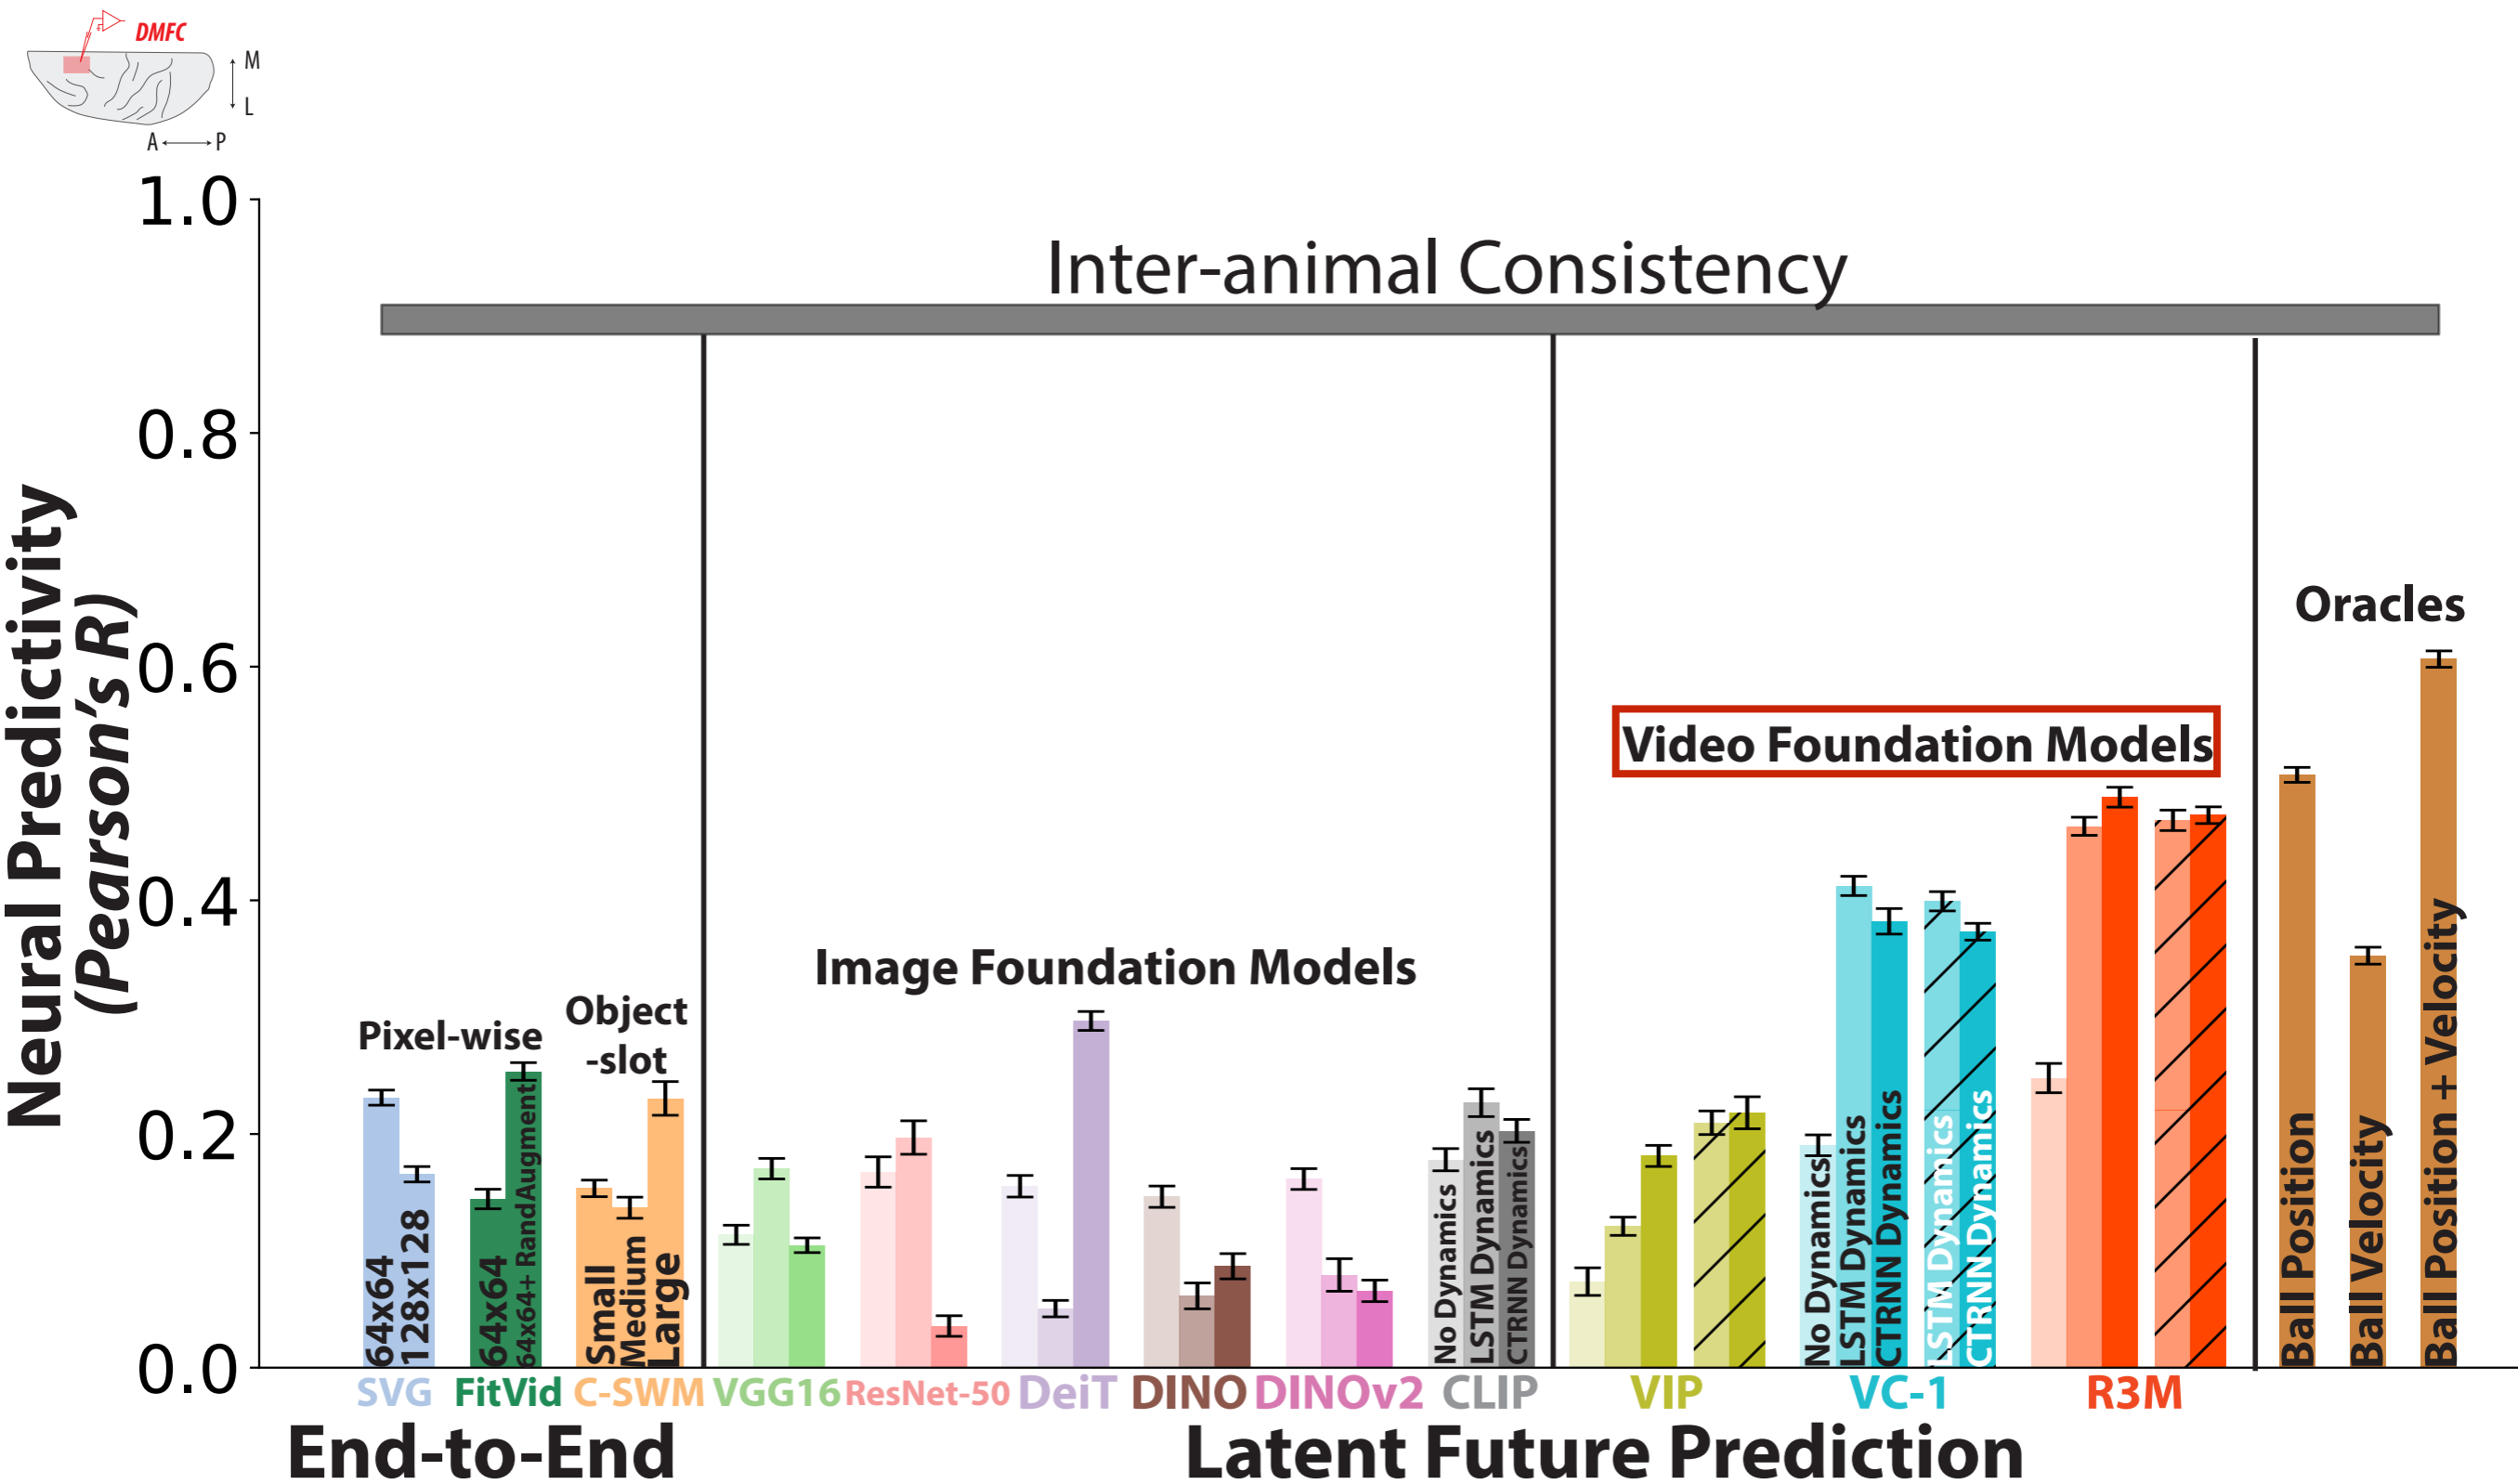 DMFC
M
L
A
P
Neural Predictivity
(Pearson's R)
1.0
0.8
0.6
0.4
0.2
0.0
Inter-animal Consistency
Oracles
Video Foundation Models
Image Foundation Models
Pixel-wise
Object
-slot
64x64
128x128
64x64
64x64+ RandAugment
Small
Medium
Large
No Dynamics
LSTM Dynamics
CTRNN Dynamics
No Dynamics
LSTM Dynamics
CTRNN Dynamics
LSTM Dynamics
CTRNN Dynamics
Ball Position
Ball Velocity
Ball Position + Velocity
SVG FitVid C-SWM VGG16 ResNet-50 DeiT DINO DINOv2 CLIP VIP VC-1 R3M
End-to-End
Latent Future Prediction